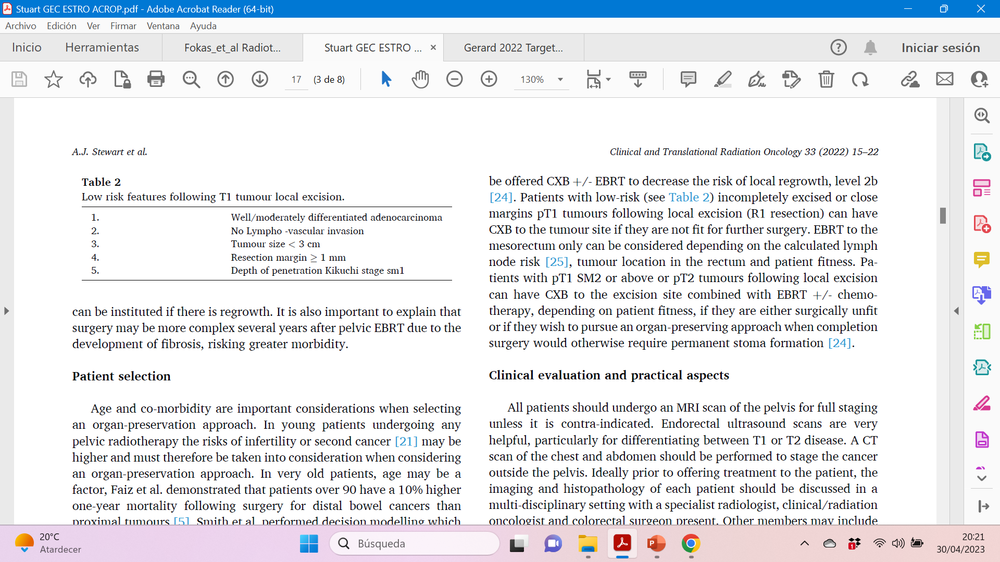 Stuart GEC ESTRO ACROP.pdf - Adobe Acrobat Reader (64-bit)
Archivo Edición Ver Firmar Ventana Ayuda
Inicio Herramientas Fokas_et_al Radiot... Stuart GEC ESTRO ... × Gerard 2022 Target... Iniciar sesión
17 (3 de 8) 130%
A.J. Stewart et al.
Clinical and Translational Radiation Oncology 33 (2022) 15–22
Table 2
Low risk features following T1 tumour local excision.
1. Well/moderately differentiated adenocarcinoma
2. No Lympho -vascular invasion
3. Tumour size < 3 cm
4. Resection margin ≥ 1 mm
5. Depth of penetration Kikuchi stage sm1
can be instituted if there is regrowth. It is also important to explain that
surgery may be more complex several years after pelvic EBRT due to the
development of fibrosis, risking greater morbidity.
Patient selection
Age and co-morbidity are important considerations when selecting
an organ-preservation approach. In young patients undergoing any
pelvic radiotherapy the risks of infertility or second cancer [21] may be
higher and must therefore be taken into consideration when considering
an organ-preservation approach. In very old patients, age may be a
factor, Faiz et al. demonstrated that patients over 90 have a 10% higher
one-year mortality following surgery for distal bowel cancers than
proximal tumours [5]. Smith et al. performed decision modelling which
be offered CXB +/- EBRT to decrease the risk of local regrowth, level 2b
[24]. Patients with low-risk (see Table 2) incompletely excised or close
margins pT1 tumours following local excision (R1 resection) can have
CXB to the tumour site if they are not fit for further surgery. EBRT to the
mesorectum only can be considered depending on the calculated lymph
node risk [25], tumour location in the rectum and patient fitness. Pa-
tients with pT1 SM2 or above or pT2 tumours following local excision
can have CXB to the excision site combined with EBRT +/- chemo-
therapy, depending on patient fitness, if they are either surgically unfit
or if they wish to pursue an organ-preserving approach when completion
surgery would otherwise require permanent stoma formation [24].
Clinical evaluation and practical aspects
All patients should undergo an MRI scan of the pelvis for full staging
unless it is contra-indicated. Endorectal ultrasound scans are very
helpful, particularly for differentiating between T1 or T2 disease. A CT
scan of the chest and abdomen should be performed to stage the cancer
outside the pelvis. Ideally prior to offering treatment to the patient, the
imaging and histopathology of each patient should be discussed in a
multi-disciplinary setting with a specialist radiologist, clinical/radiation
oncologist and colorectal surgeon present. Other members may include
20°C
Atardecer
Búsqueda
20:21
30/04/2023